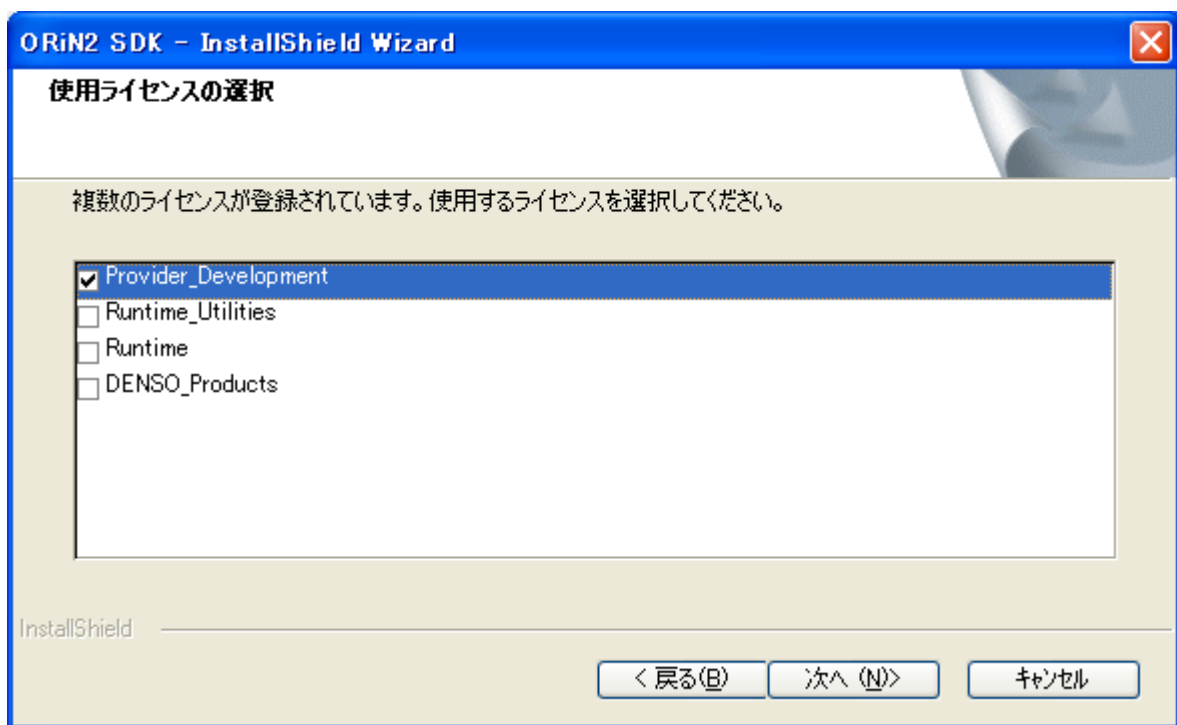 ORiN2 SDK - InstallShield Wizard
使用ライセンスの選択
複数のライセンスが登録されています。使用するライセンスを選択してください。
Provider_Development
Runtime_Utilities
Runtime
DENSO_Products
InstallShield
< 戻る(B) 次へ (N)> キャンセル